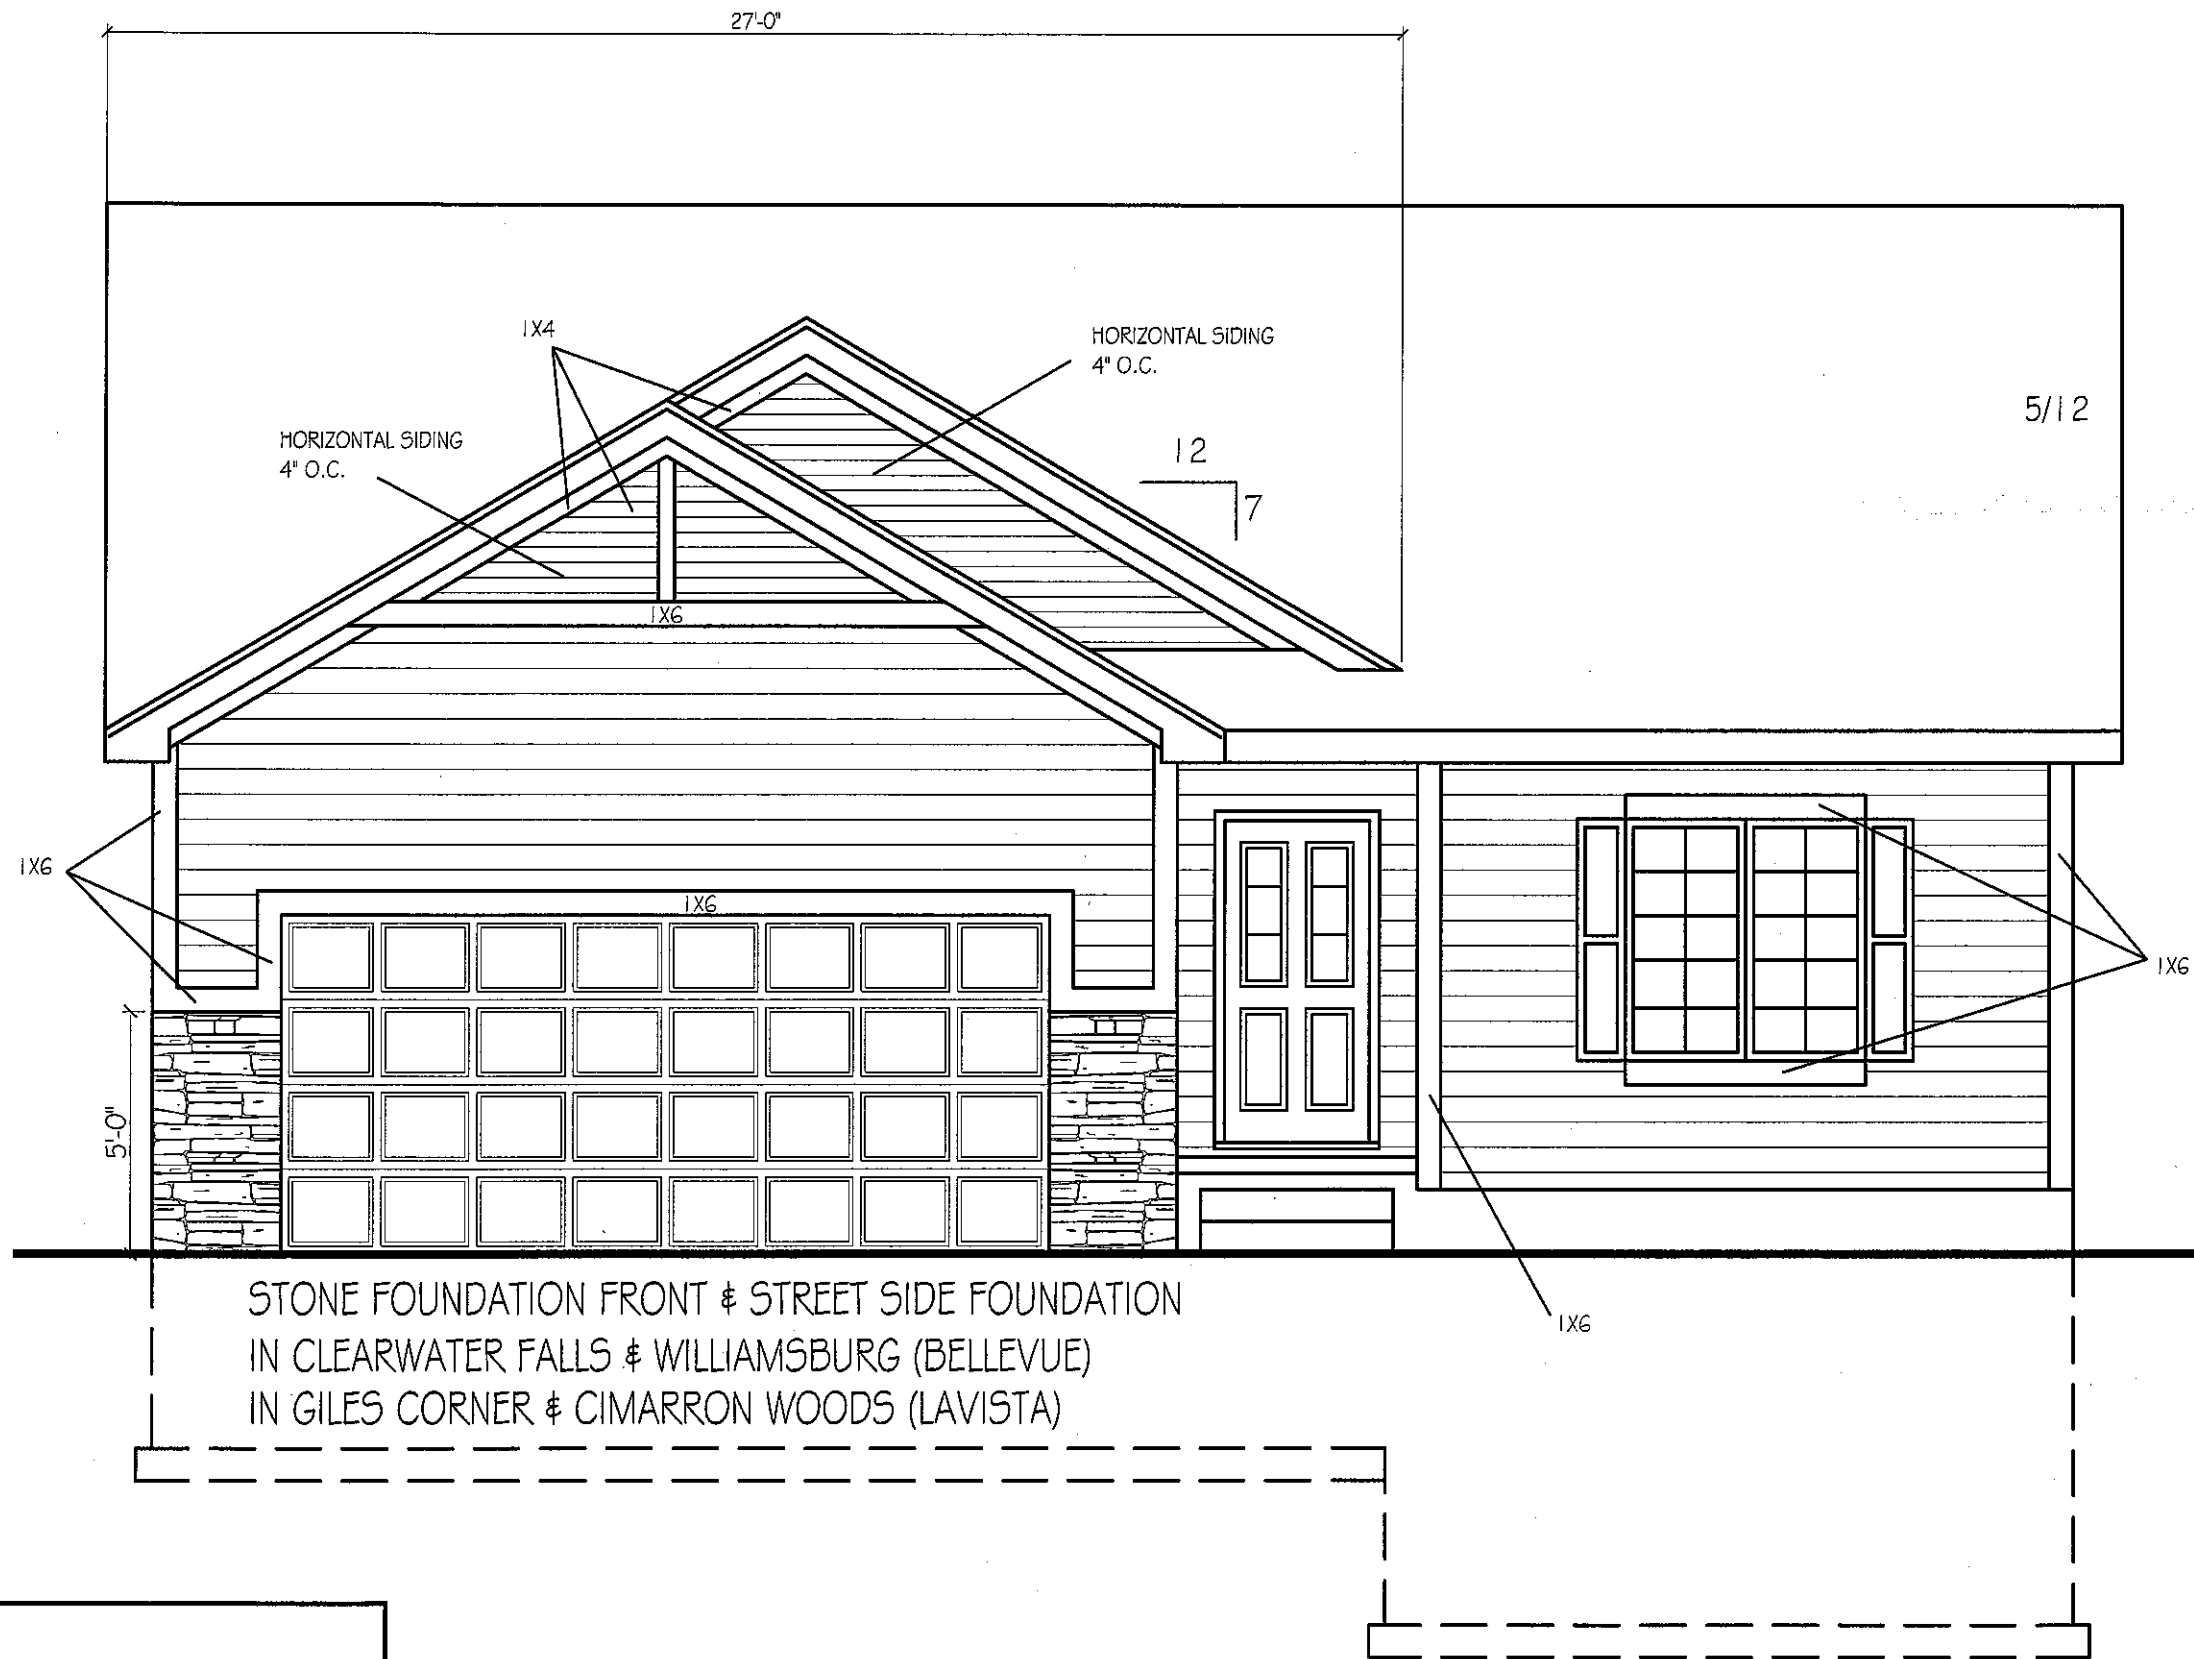 27'-0"
1X4
HORIZONTAL SIDING
4" O.C.
5/12
HORIZONTAL SIDING
4" O.C.
12
7
1X6
1X6
1X6
1X6
5'-0"
STONE FOUNDATION FRONT & STREET SIDE FOUNDATION
IN CLEARWATER FALLS & WILLIAMSBURG (BELLEVUE)
IN GILES CORNER & CIMARRON WOODS (LAVISTA)
1X6